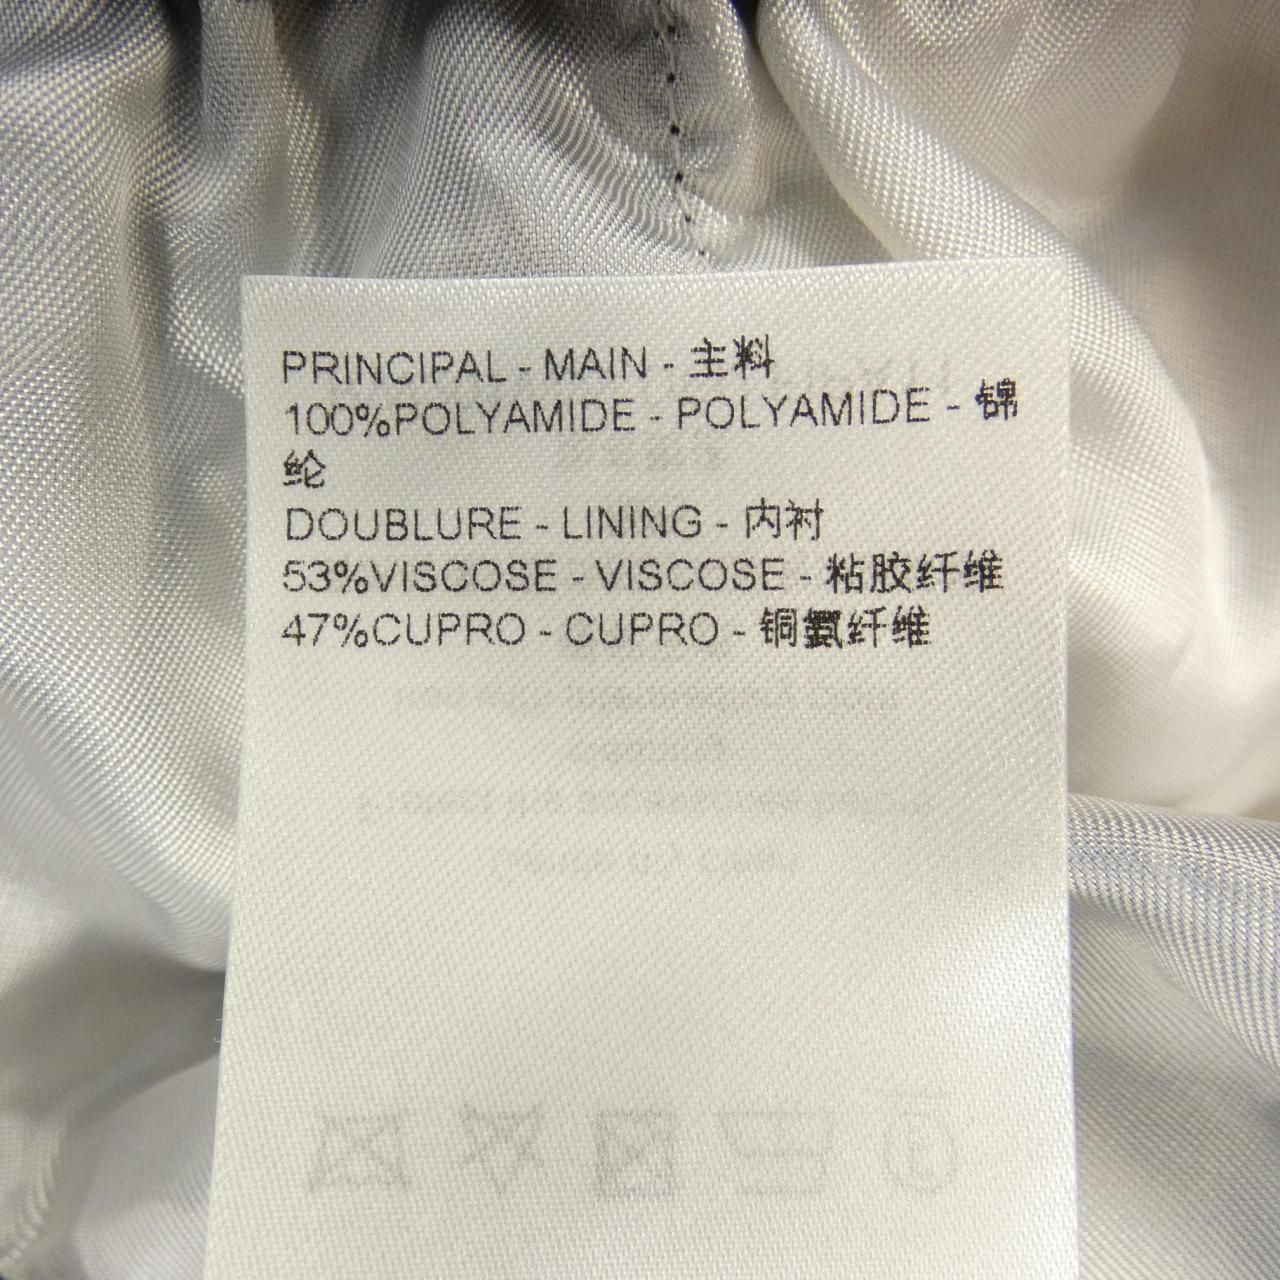 PRINCIPAL - MAIN - 主料
100%POLYAMIDE - POLYAMIDE - 锦
纶
DOUBLURE - LINING - 内衬
53%VISCOSE - VISCOSE - 粘胶纤维
47%CUPRO - CUPRO - 铜氨纤维